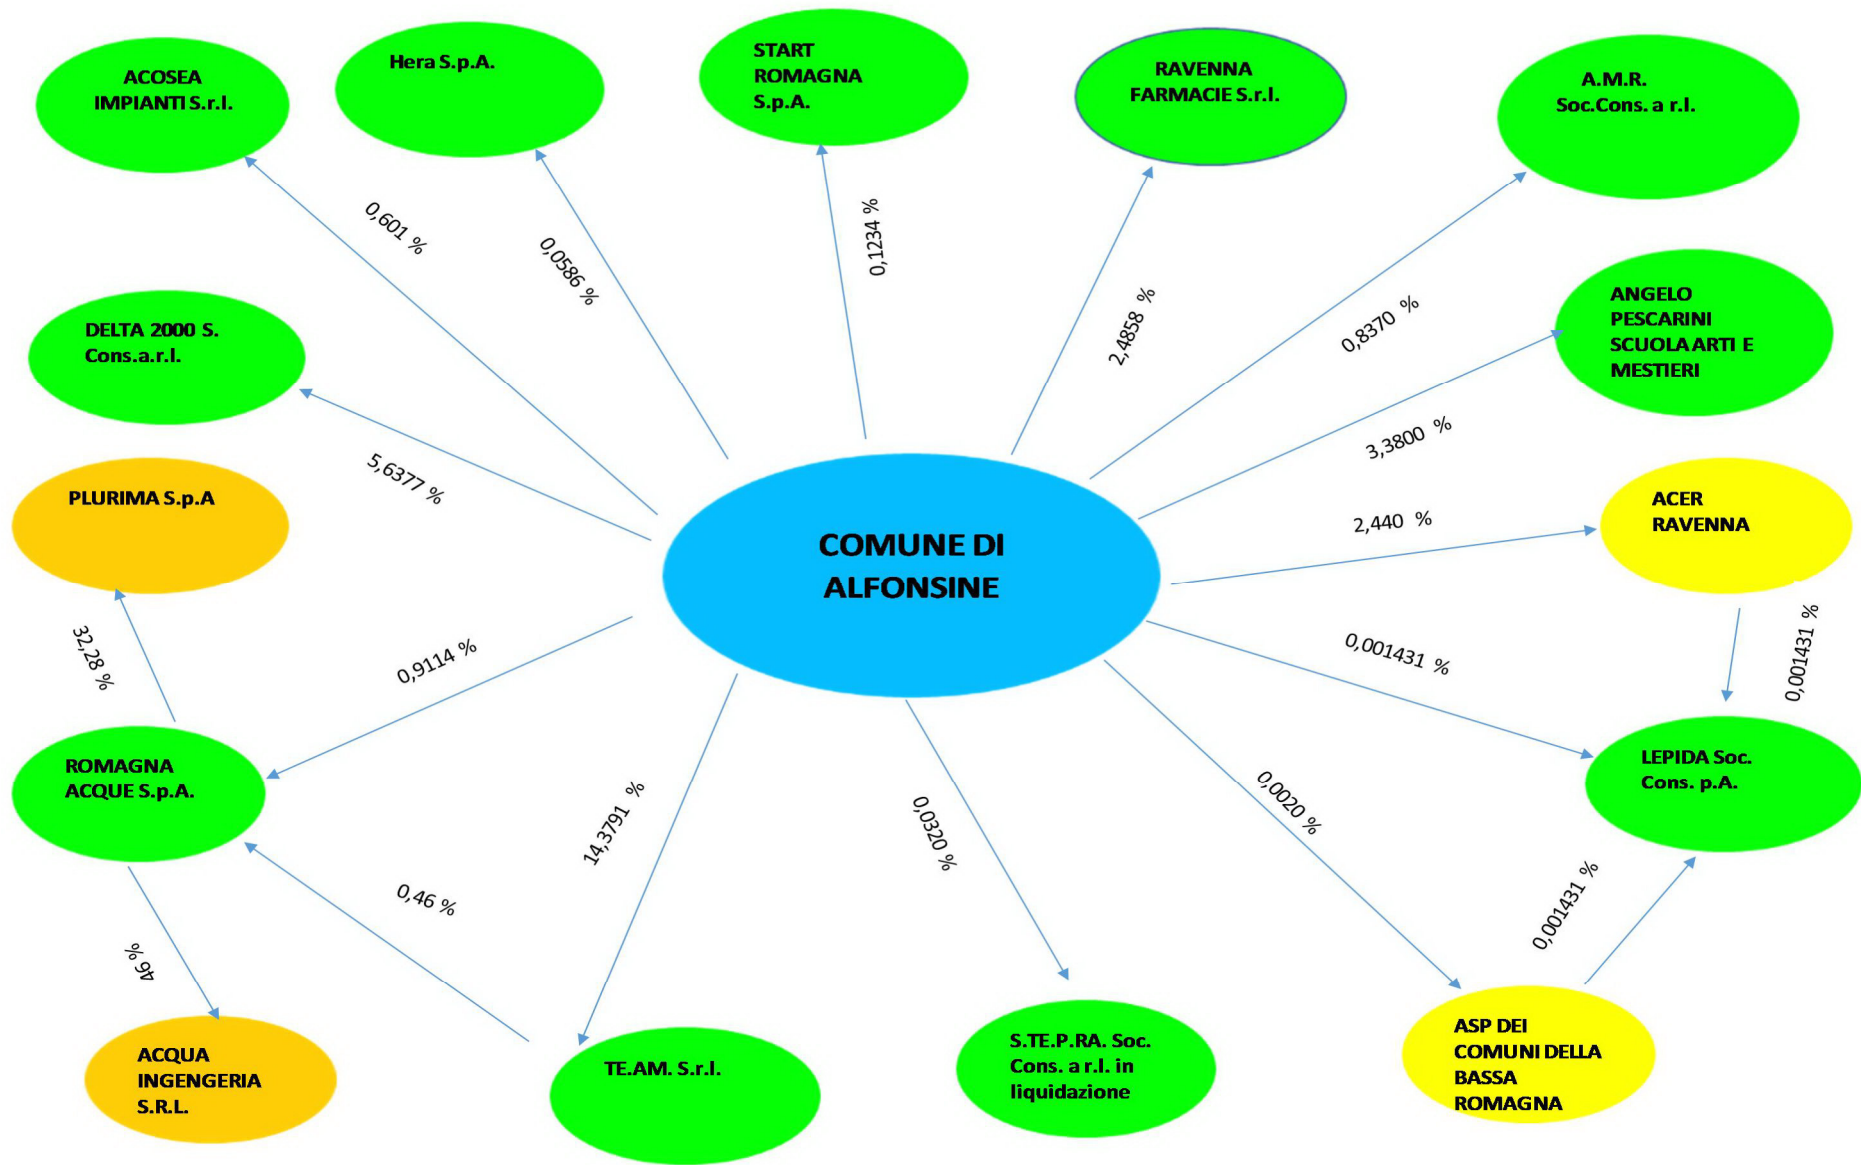 ACOSEA
IMPIANTI S.r.l.
Hera S.p.A.
START
ROMAGNA
S.p.A.
RAVENNA
FARMACIE S.r.l.
A.M.R.
Soc.Cons. a r.l.
0,601 %
0,0586 %
0,1234 %
2,4858 %
0,8370 %
ANGELO
PESCARINI
SCUOLA ARTI E
MESTIERI
DELTA 2000 S.
Cons.a.r.l.
5,6377 %
3,3800 %
PLURIMA S.p.A
COMUNE DI
ALFONSINE
2,440 %
ACER
RAVENNA
32,28 %
0,9114 %
0,001431 %
0,001431 %
ROMAGNA
ACQUE S.p.A.
LEPIDA Soc.
Cons. p.A.
14,3791 %
0,0320 %
0,0020 %
0,46 %
0,001431 %
46 %
ACQUA
INGENGERIA
S.R.L.
TE.AM. S.r.l.
S.TE.P.RA. Soc.
Cons. a r.l. in
liquidazione
ASP DEI
COMUNI DELLA
BASSA
ROMAGNA